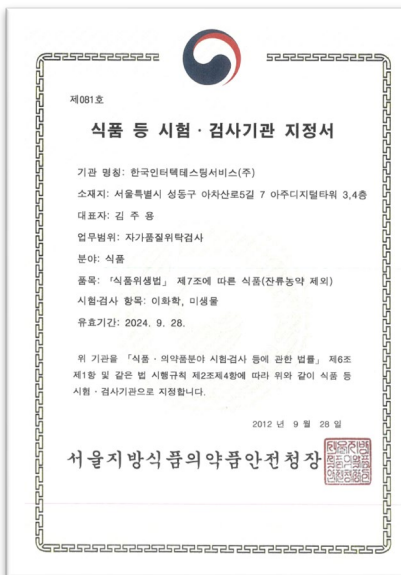 제081호
식품 등 시험·검사기관 지정서
기관 명칭: 한국인터텍테스팅서비스(주)
소재지: 서울특별시 성동구 아차산로5길 7 아주디지털타워 3,4층
대표자: 김 주 용
업무범위: 자가품질위탁검사
분야: 식품
품목: 「식품위생법」 제7조에 따른 식품(잔류농약 제외)
시험·검사 항목: 이화학, 미생물
유효기간: 2024. 9. 28.
위 기관을 「식품·의약품분야 시험·검사 등에 관한 법률」 제6조
제1항 및 같은 법 시행규칙 제2조제4항에 따라 위와 같이 식품 등
시험·검사기관으로 지정합니다.
2012 년 9 월 28 일
서울지방식품의약품안전청장